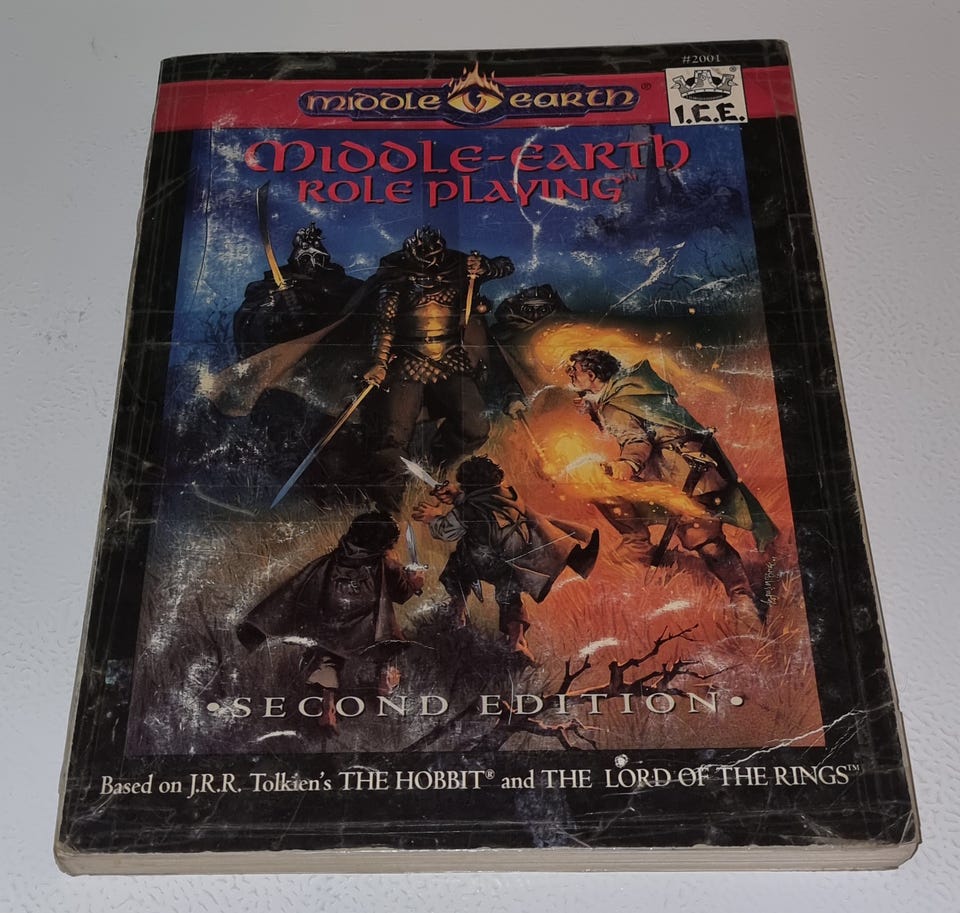 #2001
MIDDLE EARTH®
I.C.E.®
MIDDLE-EARTH
ROLE PLAYING™
•SECOND EDITION•
Based on J.R.R. Tolkien's THE HOBBIT® and THE LORD OF THE RINGS™